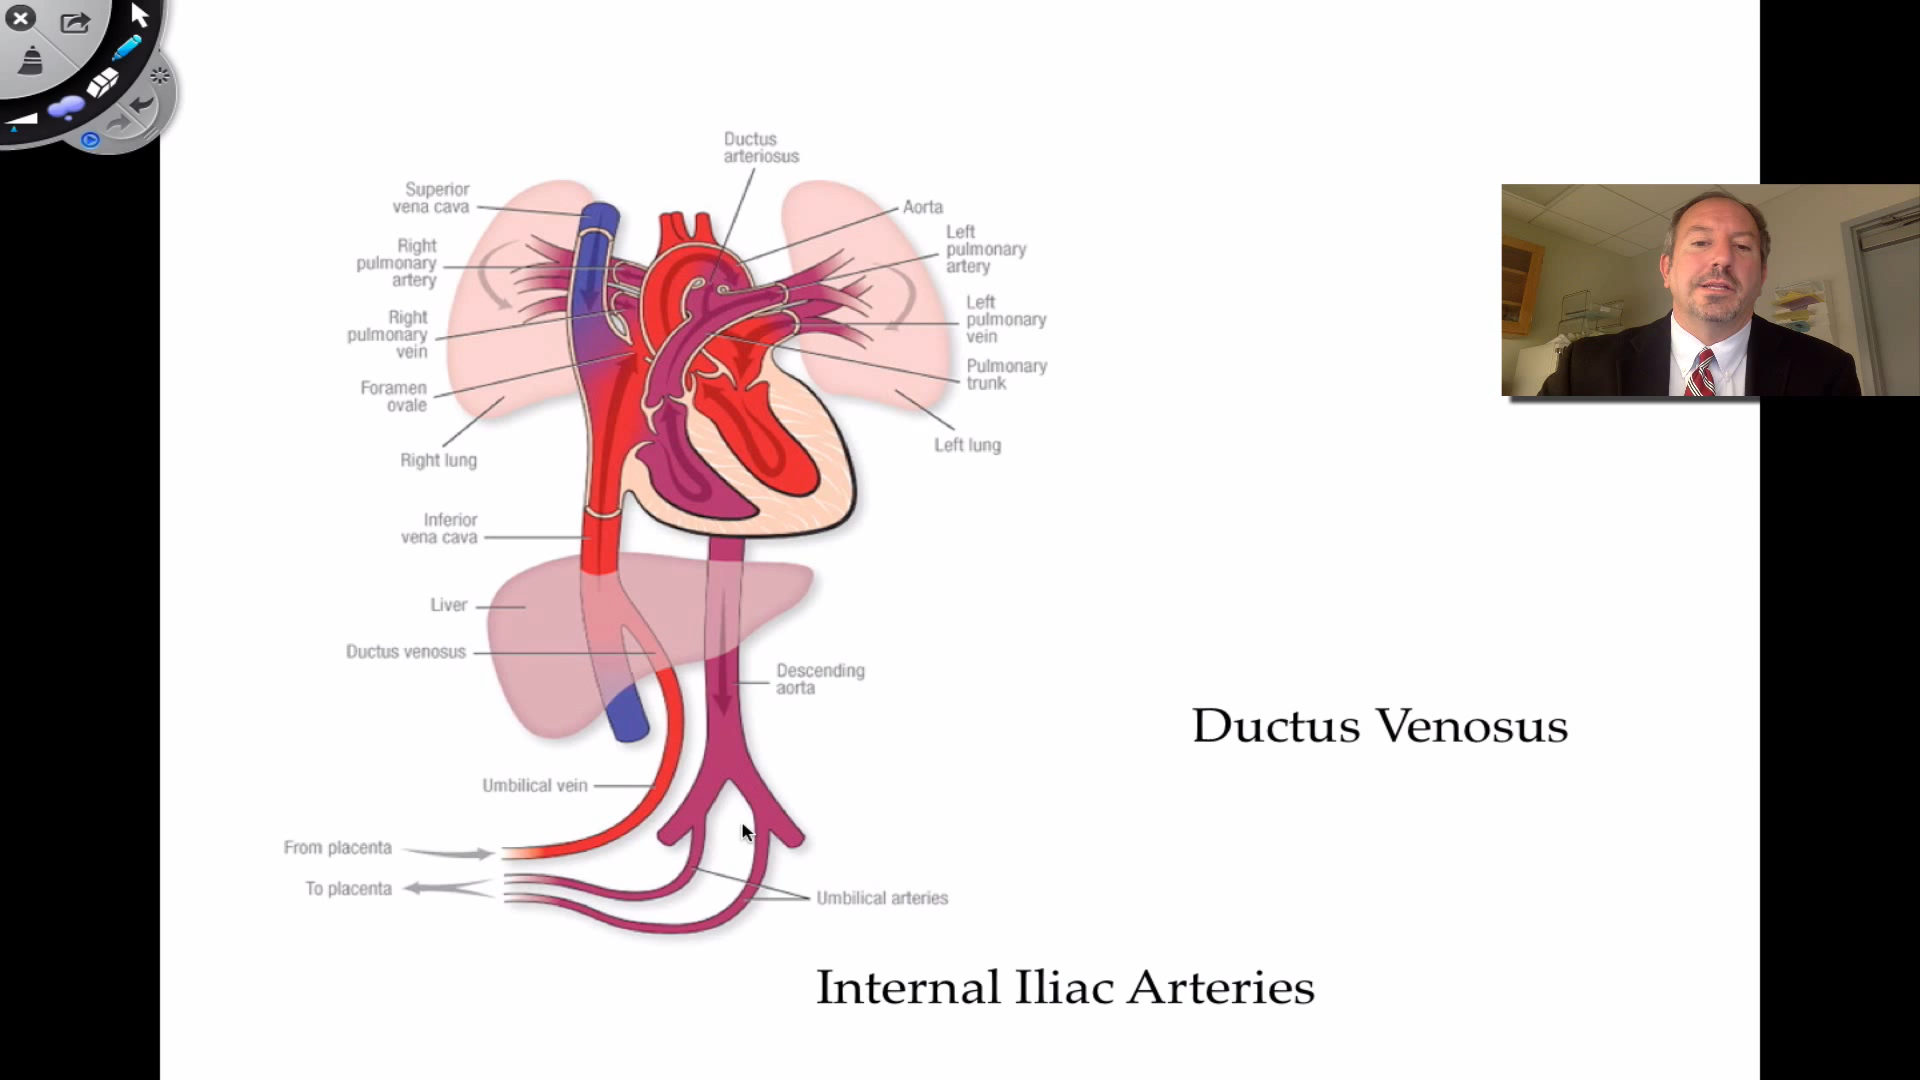 Ductus
arteriosus
Superior
vena cava
Aorta
Left
pulmonary
artery
Right
pulmonary
artery
Left
pulmonary
vein
Right
pulmonary
vein
Pulmonary
trunk
Foramen
ovale
Left lung
Right lung
Inferior
vena cava
Liver
Ductus venosus
Descending
aorta
Ductus Venosus
Umbilical vein
From placenta
To placenta
Umbilical arteries
Internal Iliac Arteries